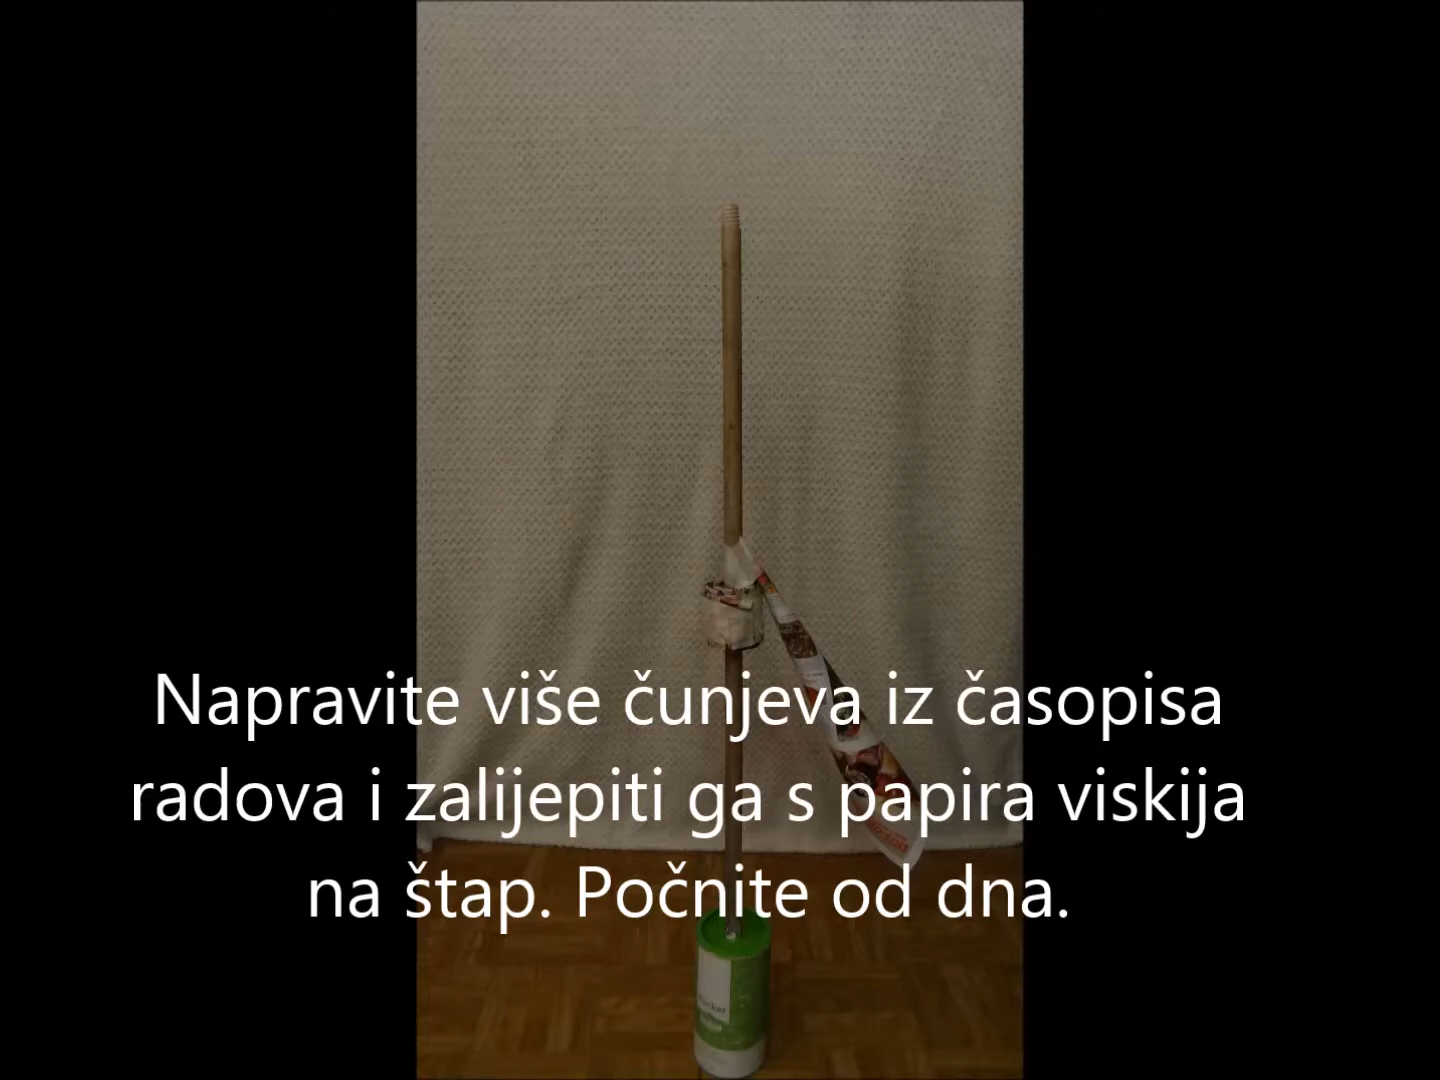 Napravite više čunjeva iz časopisa
radova i zalijepiti ga s papira viskija
na štap. Počnite od dna.